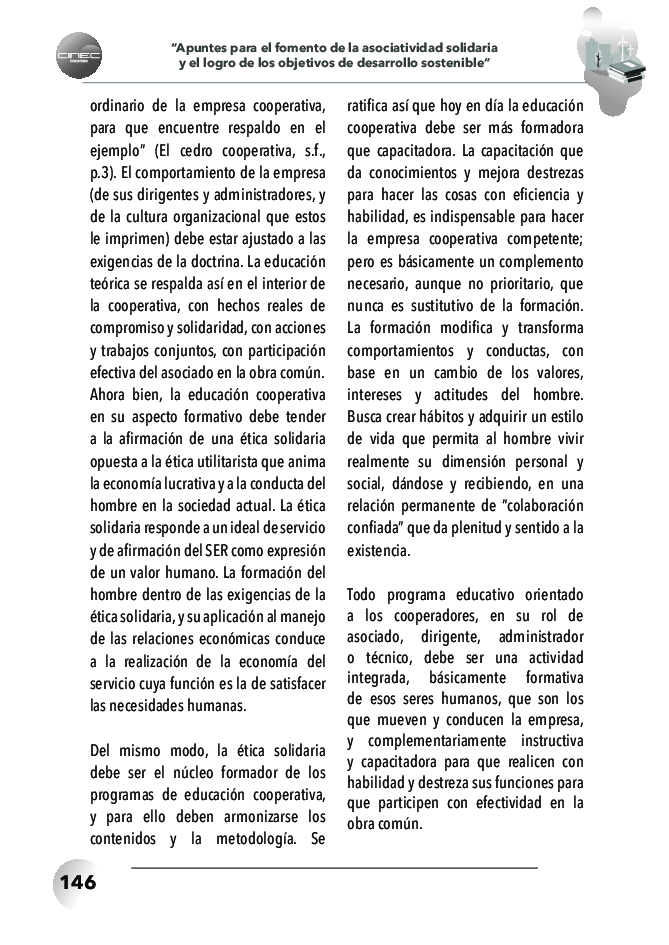 CINEC
COLOMBIA
“Apuntes para el fomento de la asociatividad solidaria
y el logro de los objetivos de desarrollo sostenible”
ordinario de la empresa cooperativa,
para que encuentre respaldo en el
ejemplo” (El cedro cooperativa, s.f.,
p.3). El comportamiento de la empresa
(de sus dirigentes y administradores, y
de la cultura organizacional que estos
le imprimen) debe estar ajustado a las
exigencias de la doctrina. La educación
teórica se respalda así en el interior de
la cooperativa, con hechos reales de
compromiso y solidaridad, con acciones
y trabajos conjuntos, con participación
efectiva del asociado en la obra común.
Ahora bien, la educación cooperativa
en su aspecto formativo debe tender
a la afirmación de una ética solidaria
opuesta a la ética utilitarista que anima
la economía lucrativa y a la conducta del
hombre en la sociedad actual. La ética
solidaria responde a un ideal de servicio
y de afirmación del SER como expresión
de un valor humano. La formación del
hombre dentro de las exigencias de la
ética solidaria, y su aplicación al manejo
de las relaciones económicas conduce
a la realización de la economía del
servicio cuya función es la de satisfacer
las necesidades humanas.
Del mismo modo, la ética solidaria
debe ser el núcleo formador de los
programas de educación cooperativa,
y para ello deben armonizarse los
contenidos y la metodología. Se
ratifica así que hoy en día la educación
cooperativa debe ser más formadora
que capacitadora. La capacitación que
da conocimientos y mejora destrezas
para hacer las cosas con eficiencia y
habilidad, es indispensable para hacer
la empresa cooperativa competente;
pero es básicamente un complemento
necesario, aunque no prioritario, que
nunca es sustitutivo de la formación.
La formación modifica y transforma
comportamientos y conductas, con
base en un cambio de los valores,
intereses y actitudes del hombre.
Busca crear hábitos y adquirir un estilo
de vida que permita al hombre vivir
realmente su dimensión personal y
social, dándose y recibiendo, en una
relación permanente de “colaboración
confiada” que da plenitud y sentido a la
existencia.
Todo programa educativo orientado
a los cooperadores, en su rol de
asociado, dirigente, administrador
o técnico, debe ser una actividad
integrada, básicamente formativa
de esos seres humanos, que son los
que mueven y conducen la empresa,
y complementariamente instructiva
y capacitadora para que realicen con
habilidad y destreza sus funciones para
que participen con efectividad en la
obra común.
146